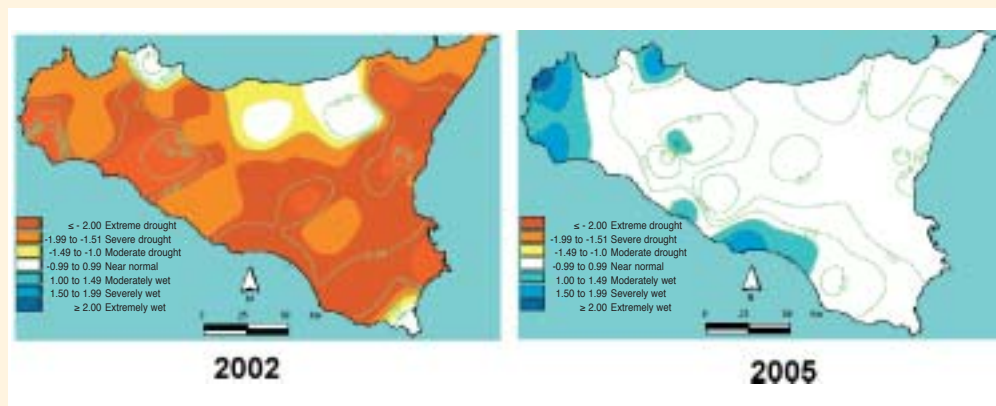 ≤ - 2.00 Extreme drought
-1.99 to -1.51 Severe drought
-1.49 to -1.0 Moderate drought
-0.99 to 0.99 Near normal
1.00 to 1.49 Moderately wet
1.50 to 1.99 Severely wet
≥ 2.00 Extremely wet
2002
≤ - 2.00 Extreme drought
-1.99 to -1.51 Severe drought
-1.49 to -1.0 Moderate drought
-0.99 to 0.99 Near normal
1.00 to 1.49 Moderately wet
1.50 to 1.99 Severely wet
≥ 2.00 Extremely wet
2005